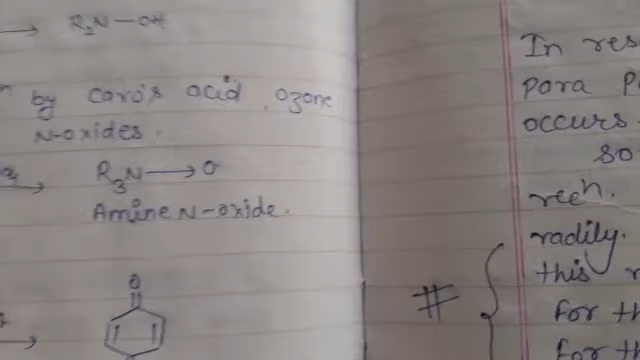 → R₂N—OH
by Caro's acid, ozone
N-oxides.
→ R₃N→O
Amine N-oxide.
O
→
In res
para P
occurs.
so
reen.
radily.
# { this
for th
for th